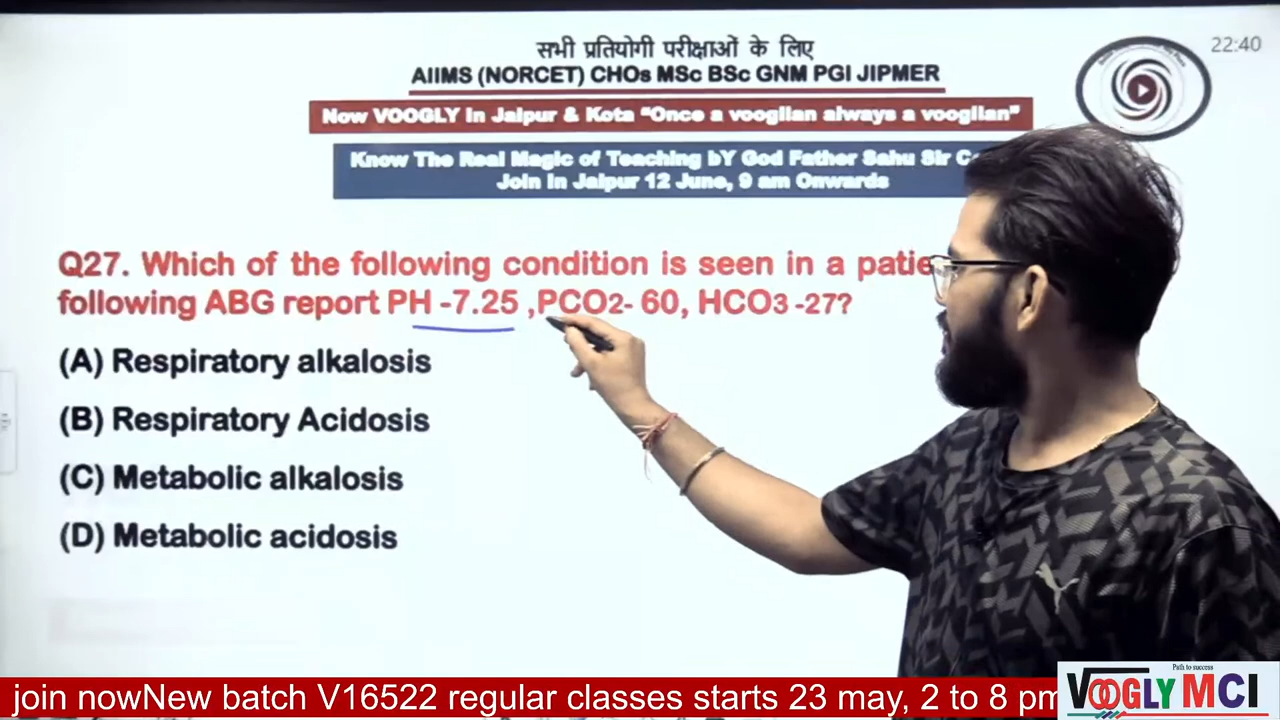 सभी प्रतियोगी परीक्षाओं के लिए
22:40
AIIMS (NORCET) CHOs MSc BSc GNM PGI JIPMER
Now VOOGLY In Jaipur & Kota “Once a vooglian always a vooglian”
Know The Real Magic of Teaching bY God Father Sahu Sir
Join In Jaipur 12 June, 9 am Onwards
Q27. Which of the following condition is seen in a
following ABG report PH -7.25 ,PCO2- 60, HCO3 -27?
(A) Respiratory alkalosis
(B) Respiratory Acidosis
(C) Metabolic alkalosis
(D) Metabolic acidosis
Path to success
VOOGLY MCI
join nowNew batch V16522 regular classes starts 23 may, 2 to 8 pm